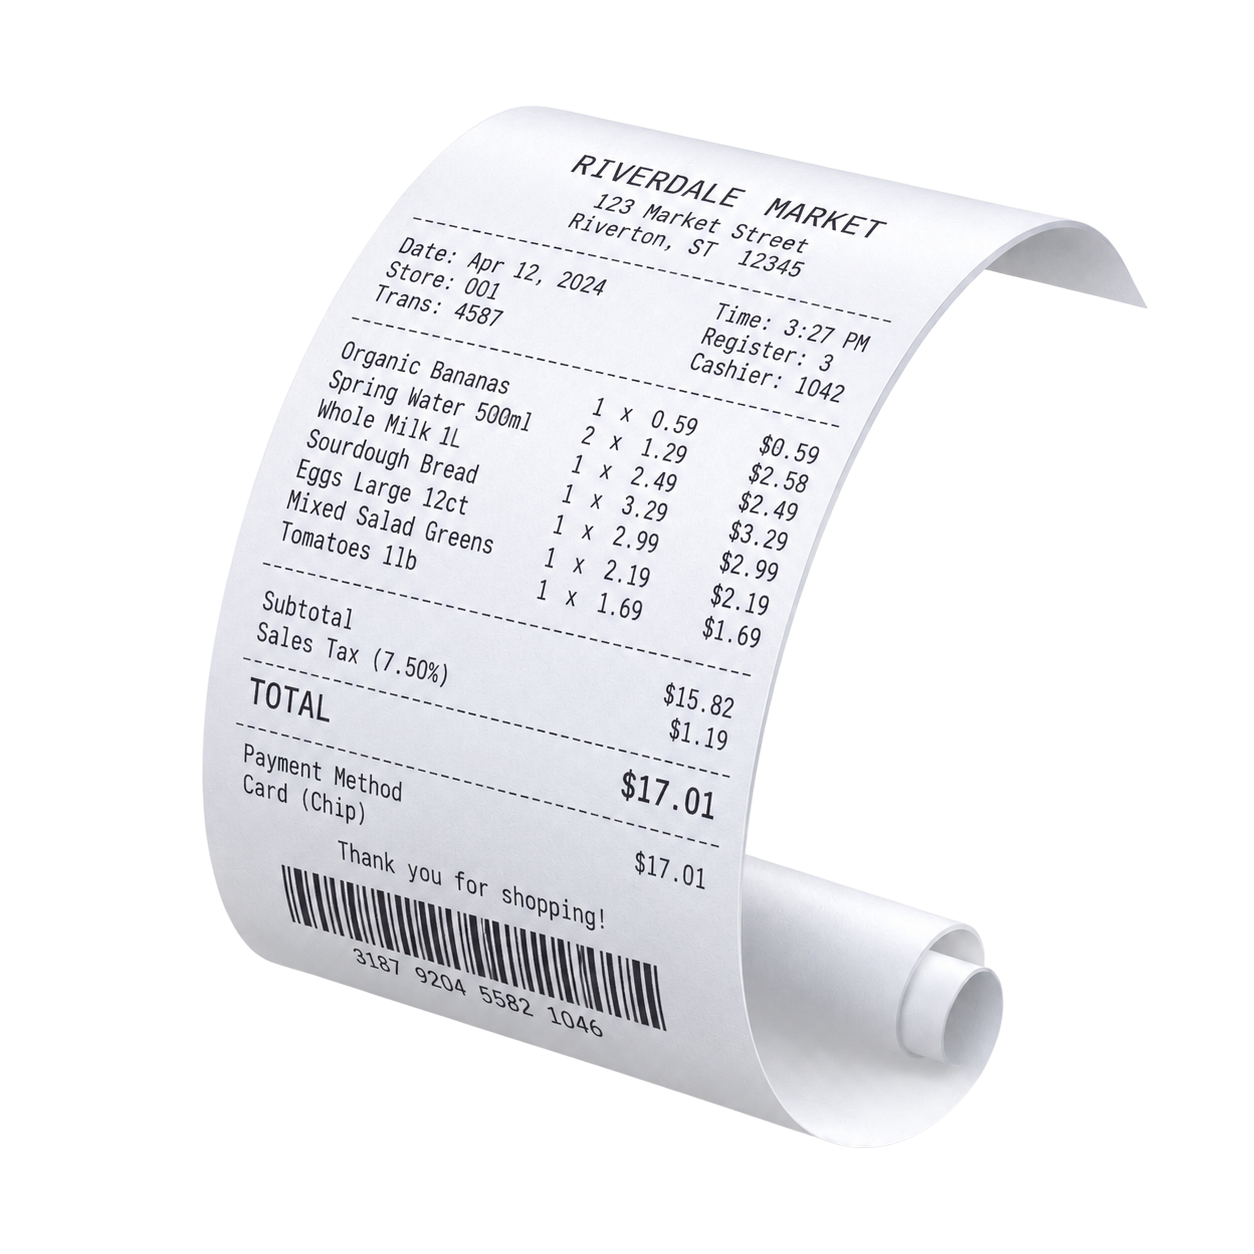 RIVERDALE MARKET
123 Market Street
Riverton, ST 12345
Date: Apr 12, 2024 Time: 3:27 PM
Store: 001 Register: 3
Trans: 4587 Cashier: 1042
Organic Bananas 1 x 0.59 $0.59
Spring Water 500ml 2 x 1.29 $2.58
Whole Milk 1L 1 x 2.49 $2.49
Sourdough Bread 1 x 3.29 $3.29
Eggs Large 12ct 1 x 2.99 $2.99
Mixed Salad Greens 1 x 2.19 $2.19
Tomatoes 1lb 1 x 1.69 $1.69
Subtotal $15.82
Sales Tax (7.50%) $1.19
TOTAL $17.01
Payment Method
Card (Chip) $17.01
Thank you for shopping!
3187 9204 5582 1046